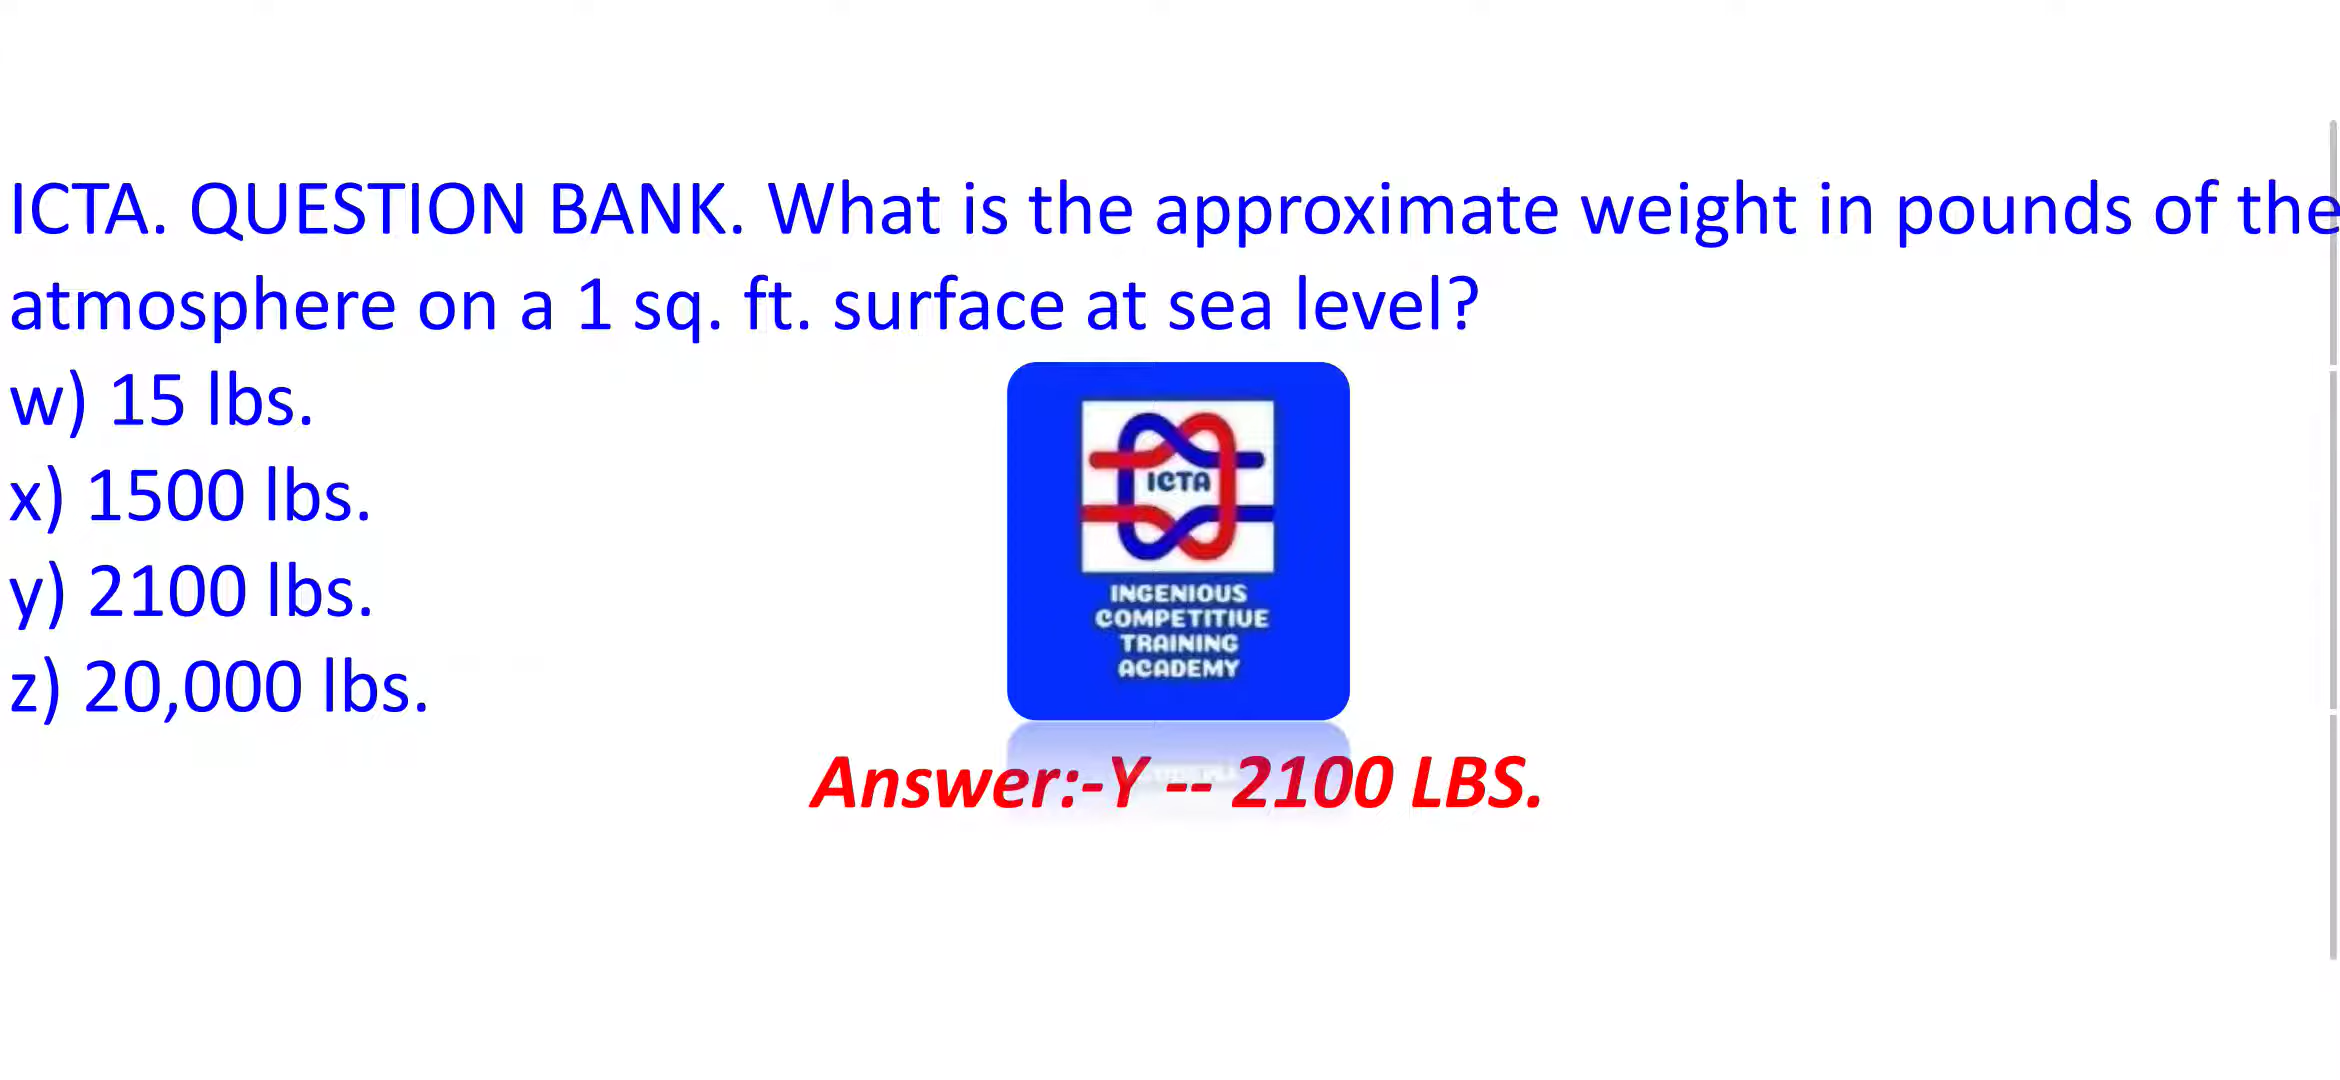 ICTA. QUESTION BANK. What is the approximate weight in pounds of the
atmosphere on a 1 sq. ft. surface at sea level?
w) 15 lbs.
x) 1500 lbs.
y) 2100 lbs.
z) 20,000 lbs.
ICTA
INGENIOUS
COMPETITIUE
TRAINING
ACADEMY
Answer:-Y -- 2100 LBS.